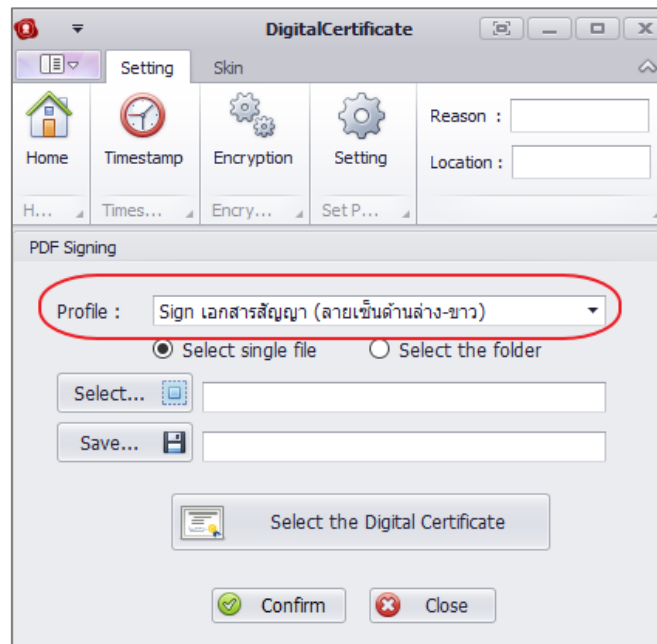 DigitalCertificate
Setting Skin
Home Timestamp Encryption Setting Reason :
Location :
H... Times... Encry... Set P...
PDF Signing
Profile : Sign เอกสารสัญญา (ลายเซ็นด้านล่าง-ขาว)
Select single file Select the folder
Select...
Save...
Select the Digital Certificate
Confirm Close